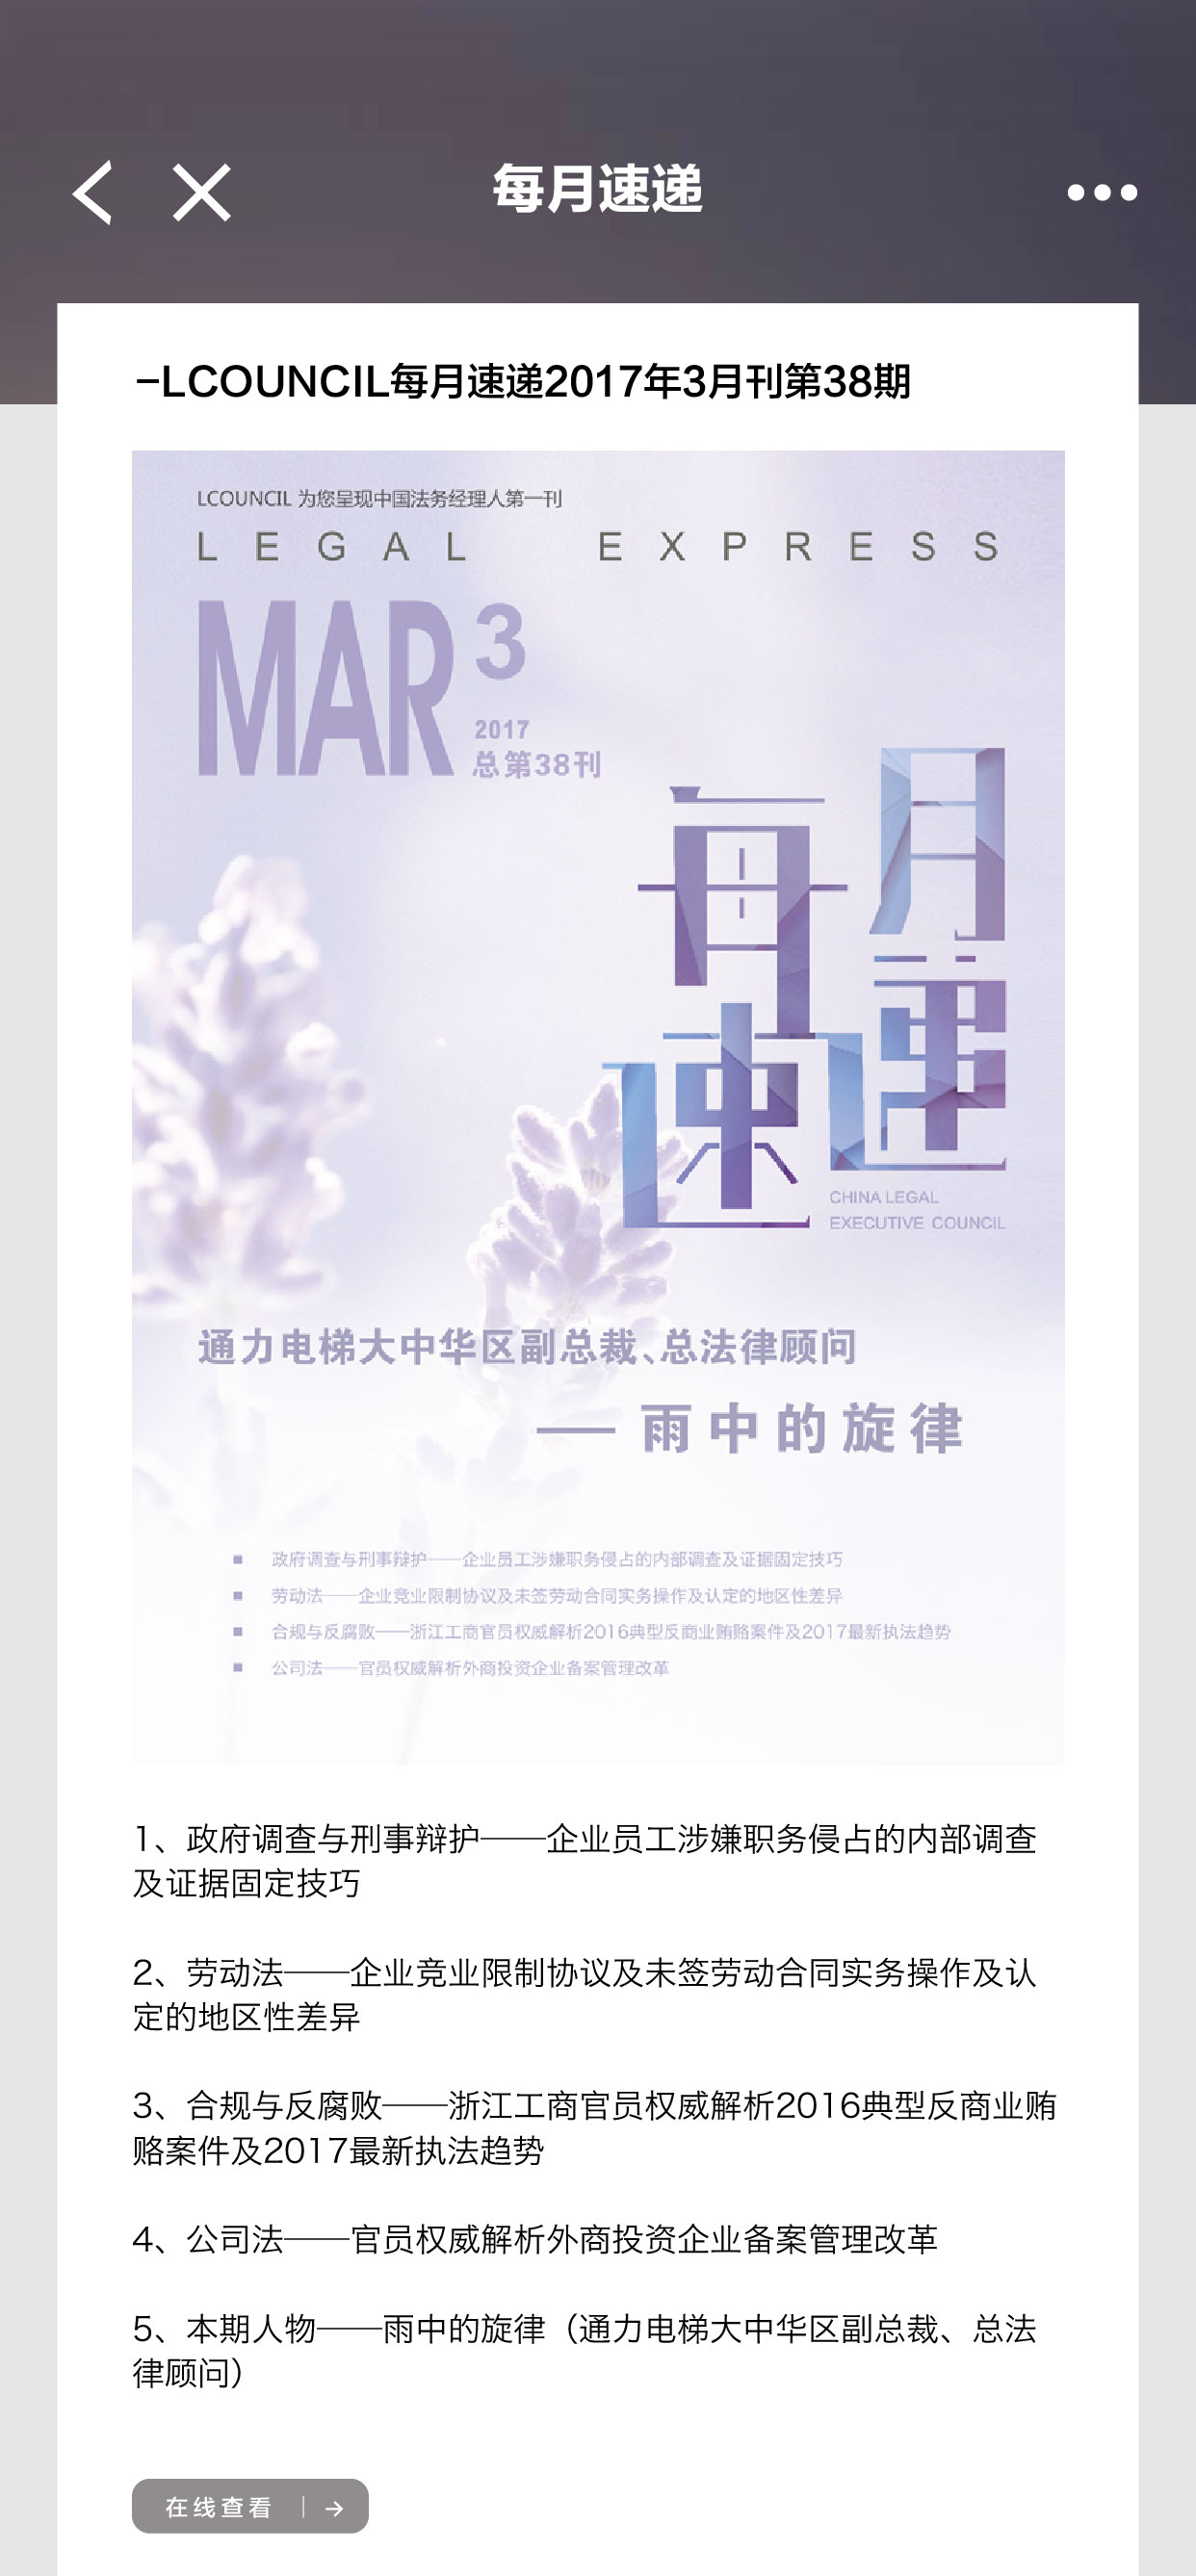 每月速递
–LCOUNCIL每月速递2017年3月刊第38期
LCOUNCIL 为您呈现中国法务经理人第一刊
LEGAL EXPRESS
MAR 3
2017
总第38刊
每月
速递
CHINA LEGAL
EXECUTIVE COUNCIL
通力电梯大中华区副总裁、总法律顾问
—— 雨中的旋律
■ 政府调查与刑事辩护——企业员工涉嫌职务侵占的内部调查及证据固定技巧
■ 劳动法——企业竞业限制协议及未签劳动合同实务操作及认定的地区性差异
■ 合规与反腐败——浙江工商官员权威解析2016典型反商业贿赂案件及2017最新执法趋势
■ 公司法——官员权威解析外商投资企业备案管理改革
1、政府调查与刑事辩护——企业员工涉嫌职务侵占的内部调查
及证据固定技巧
2、劳动法——企业竞业限制协议及未签劳动合同实务操作及认
定的地区性差异
3、合规与反腐败——浙江工商官员权威解析2016典型反商业贿
赂案件及2017最新执法趋势
4、公司法——官员权威解析外商投资企业备案管理改革
5、本期人物——雨中的旋律（通力电梯大中华区副总裁、总法
律顾问）
在线查看 | →